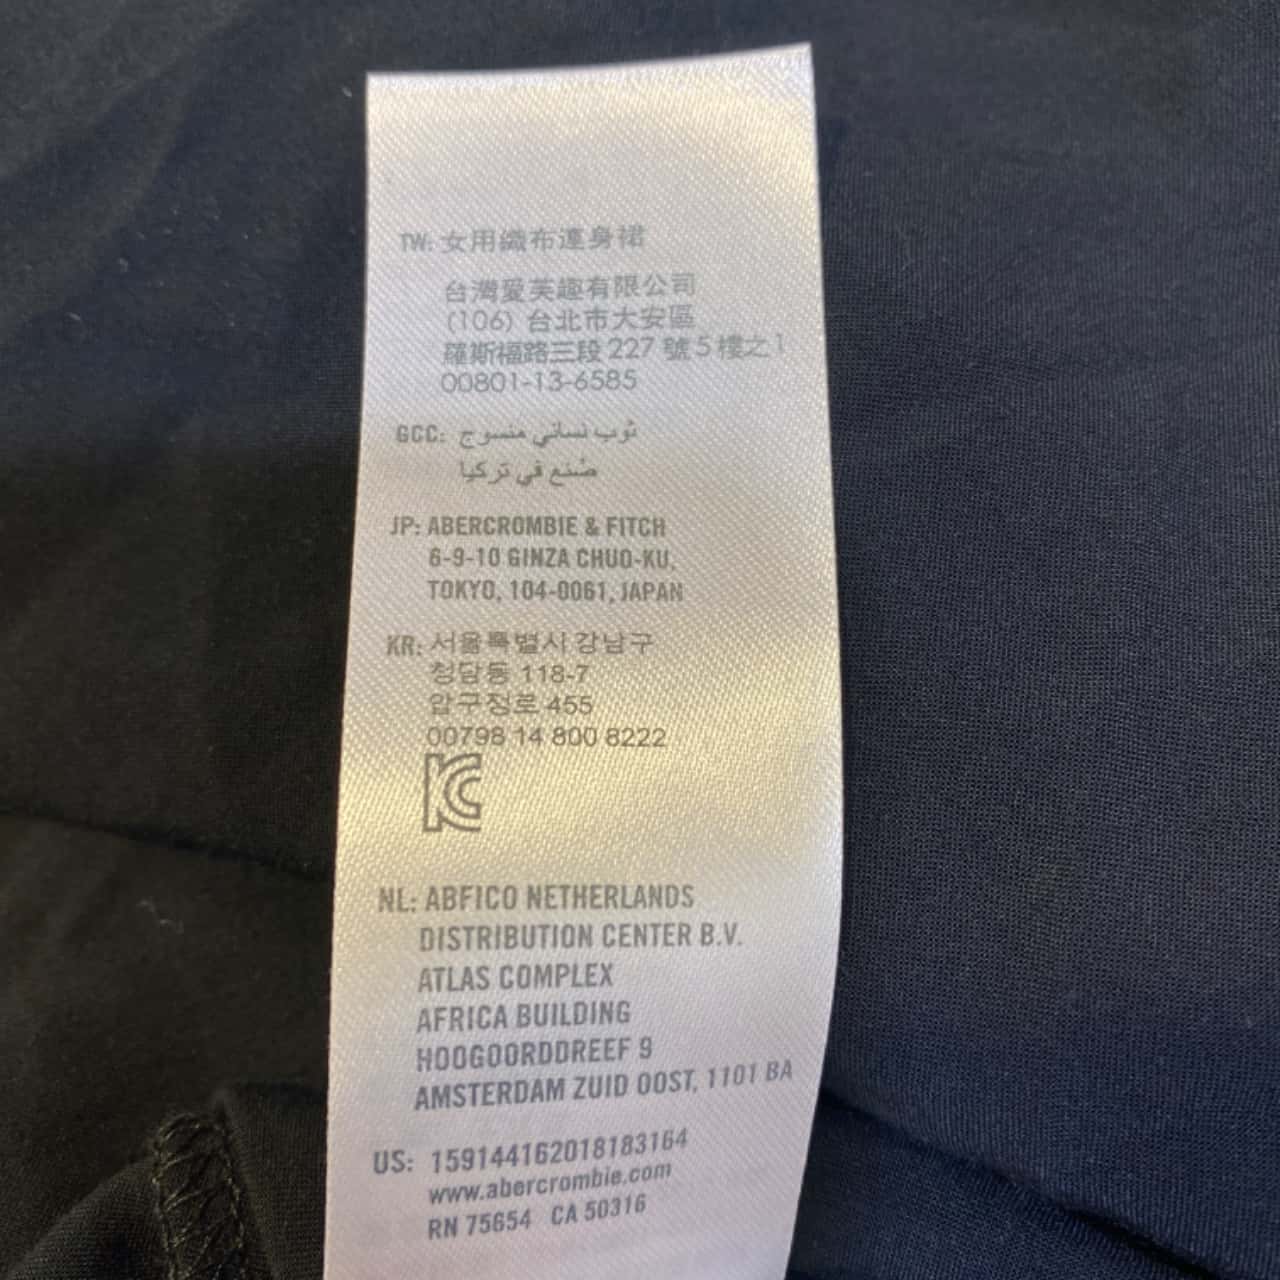 TW: 女用織布連身裙
台灣愛芙趣有限公司
(106) 台北市大安區
羅斯福路三段 227 號 5 樓之 1
00801-13-6585
GCC: ثوب نسائي منسوج
صُنع في تركيا
JP: ABERCROMBIE & FITCH
6-9-10 GINZA CHUO-KU,
TOKYO, 104-0061, JAPAN
KR: 서울특별시 강남구
청담동 118-7
압구정로 455
00798 14 800 8222
KC
NL: ABFICO NETHERLANDS
DISTRIBUTION CENTER B.V.
ATLAS COMPLEX
AFRICA BUILDING
HOOGOORDDREEF 9
AMSTERDAM ZUID OOST, 1101 BA
US: 159144162018183164
www.abercrombie.com
RN 75654 CA 50316